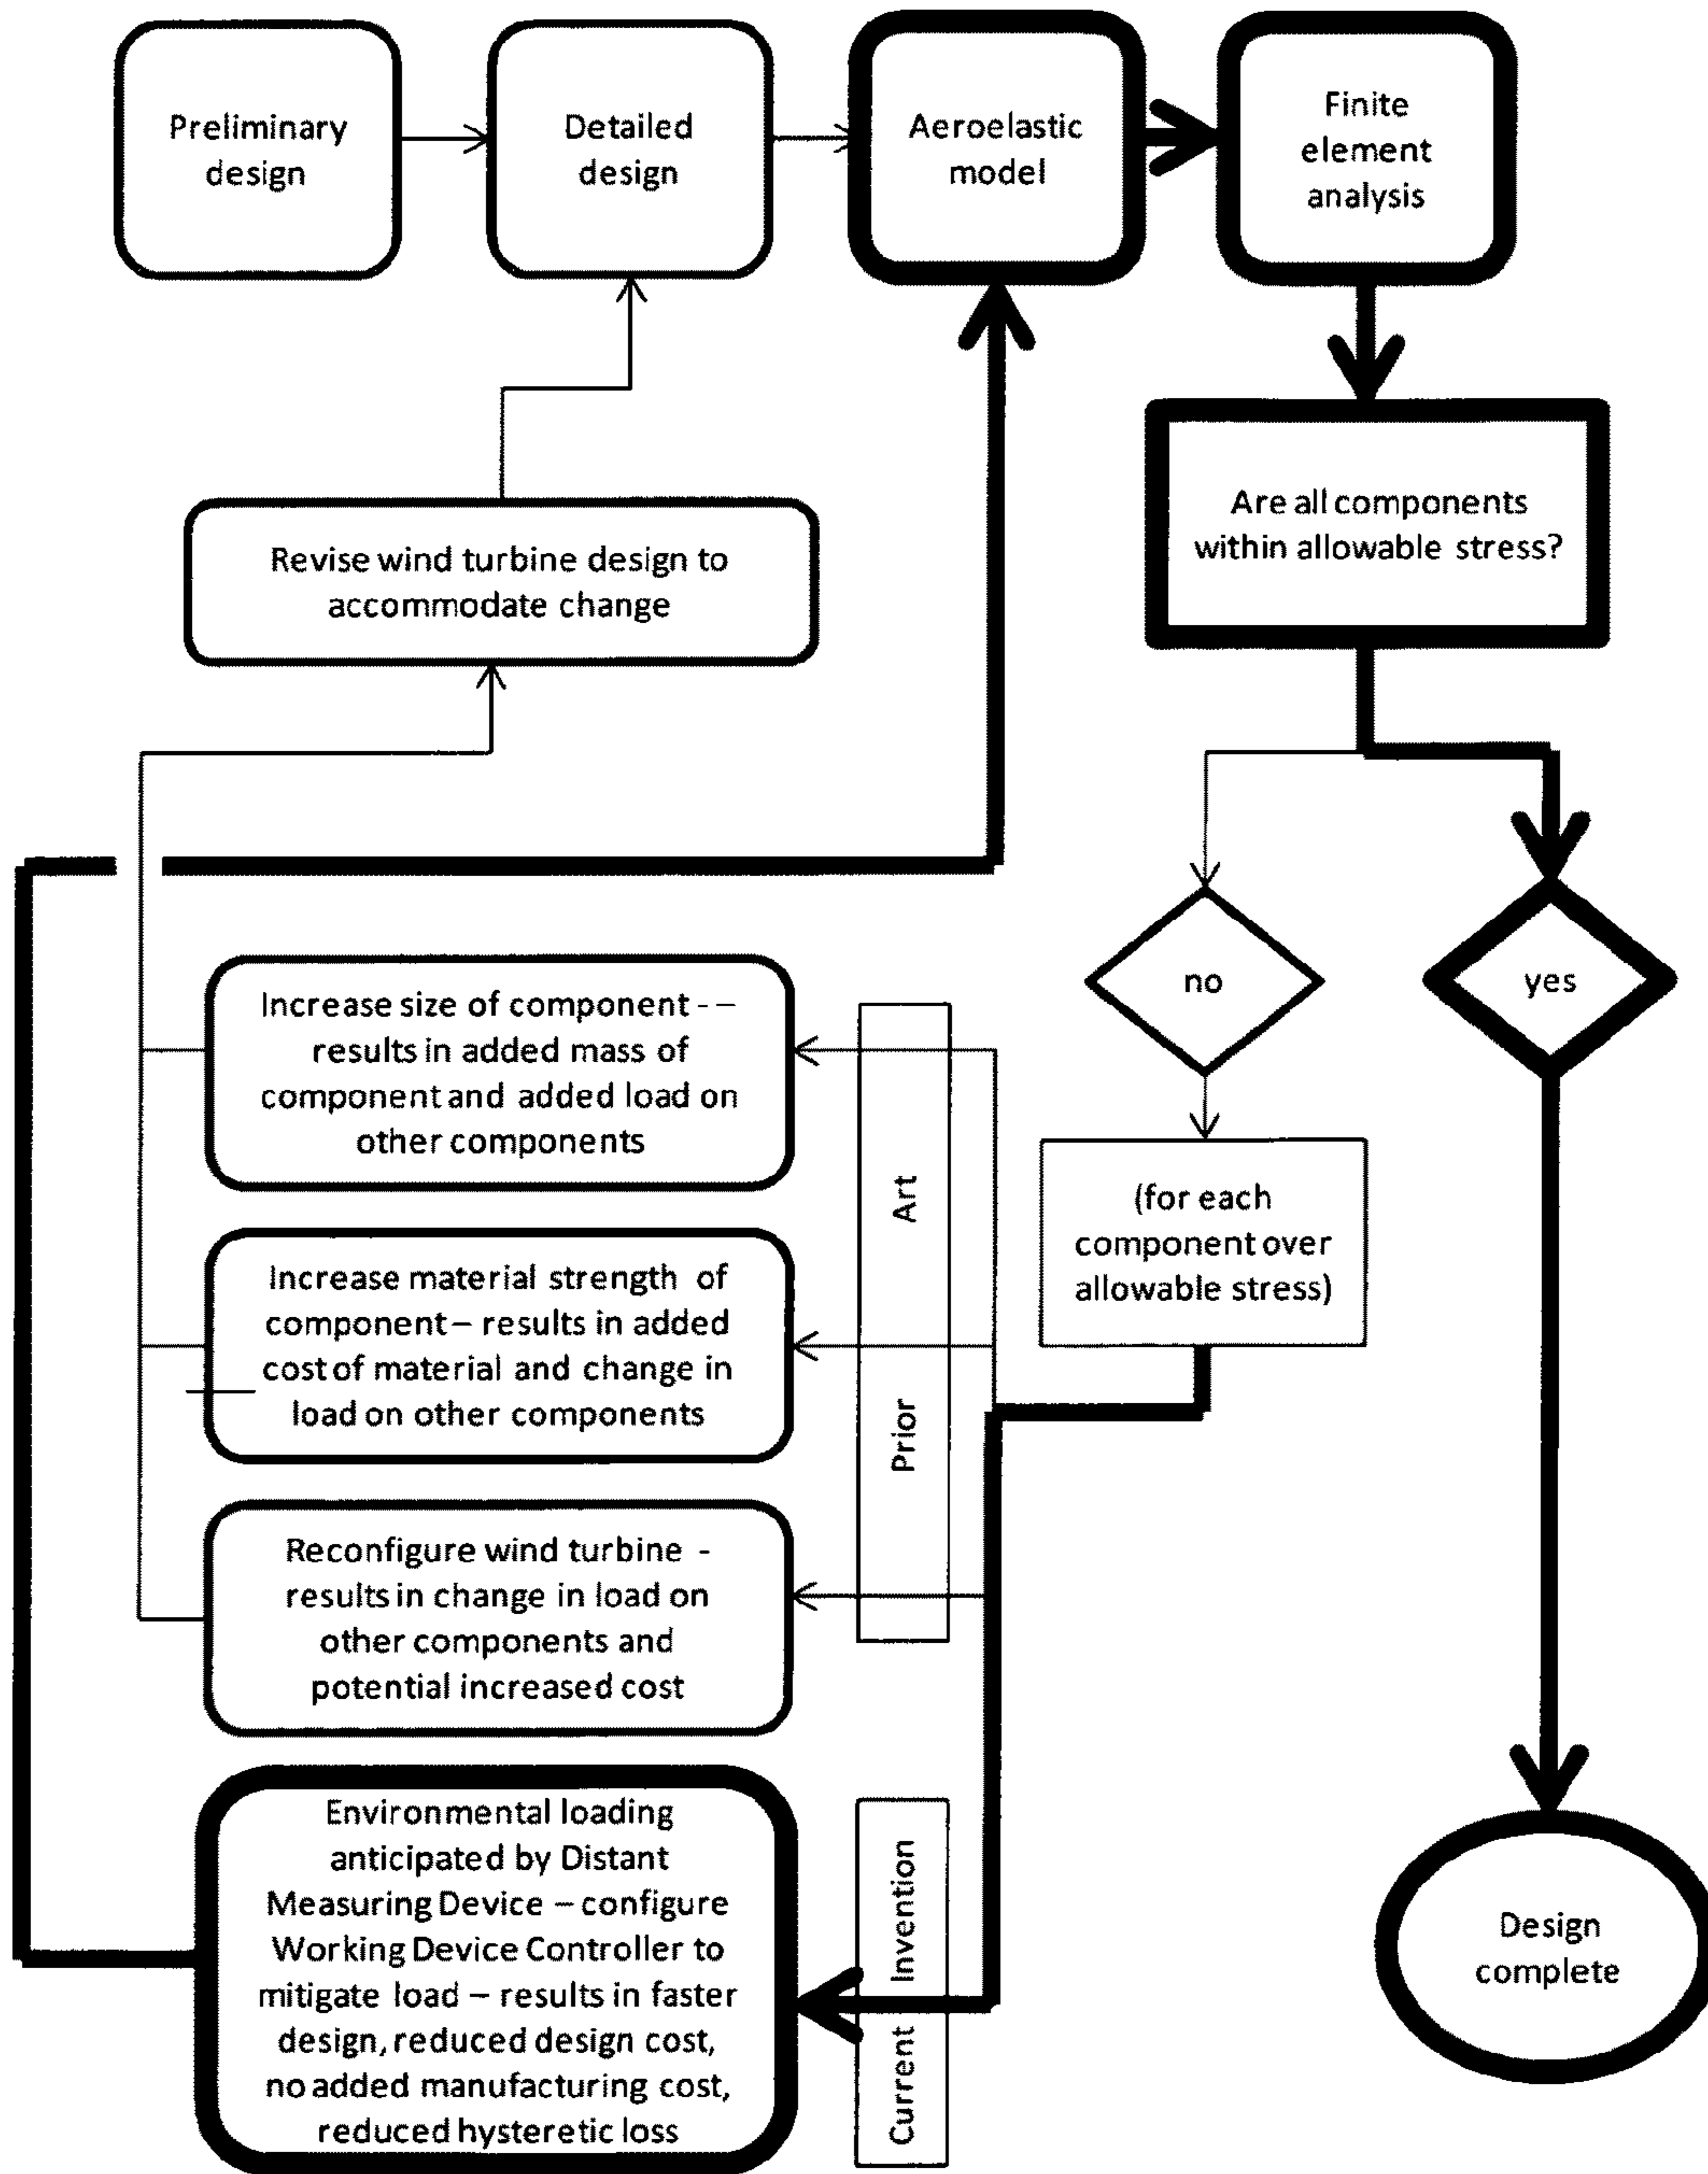 Preliminary
design
Detailed
design
Aeroelastic
model
Finite
element
analysis
Are all components
within allowable stress?
Revise wind turbine design to
accommodate change
no
yes
Increase size of component - –
results in added mass of
component and added load on
other components
Prior Art
(for each
component over
allowable stress)
Increase material strength of
component – results in added
cost of material and change in
load on other components
Reconfigure wind turbine -
results in change in load on
other components and
potential increased cost
Environmental loading
anticipated by Distant
Measuring Device – configure
Working Device Controller to
mitigate load – results in faster
design, reduced design cost,
no added manufacturing cost,
reduced hysteretic loss
Current Invention
Design
complete